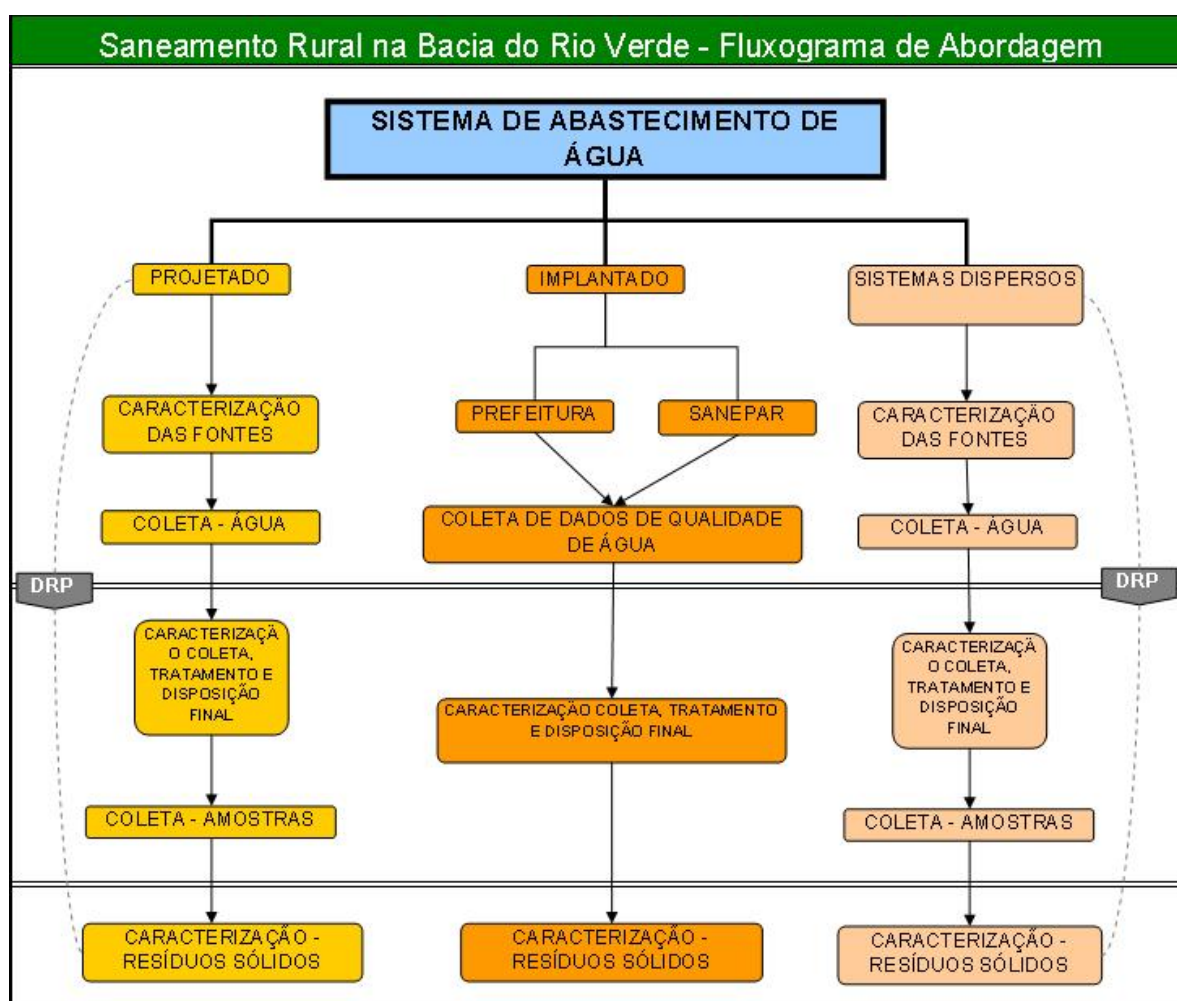 Saneamento Rural na Bacia do Rio Verde - Fluxograma de Abordagem
SISTEMA DE ABASTECIMENTO DE
ÁGUA
PROJETADO
IMPLANTADO
SISTEMAS DISPERSOS
PREFEITURA
SANEPAR
CARACTERIZAÇÃO
DAS FONTES
CARACTERIZAÇÃO
DAS FONTES
COLETA - ÁGUA
COLETA DE DADOS DE QUALIDADE
DE ÁGUA
COLETA - ÁGUA
DRP
DRP
CARACTERIZAÇÃ
O COLETA,
TRATAMENTO E
DISPOSIÇÃO
FINAL
CARACTERIZAÇÃO COLETA, TRATAMENTO
E DISPOSIÇÃO FINAL
CARACTERIZAÇÃ
O COLETA,
TRATAMENTO E
DISPOSIÇÃO
FINAL
COLETA - AMOSTRAS
COLETA - AMOSTRAS
CARACTERIZAÇÃO -
RESÍDUOS SÓLIDOS
CARACTERIZAÇÃO -
RESÍDUOS SÓLIDOS
CARACTERIZAÇÃO -
RESÍDUOS SÓLIDOS